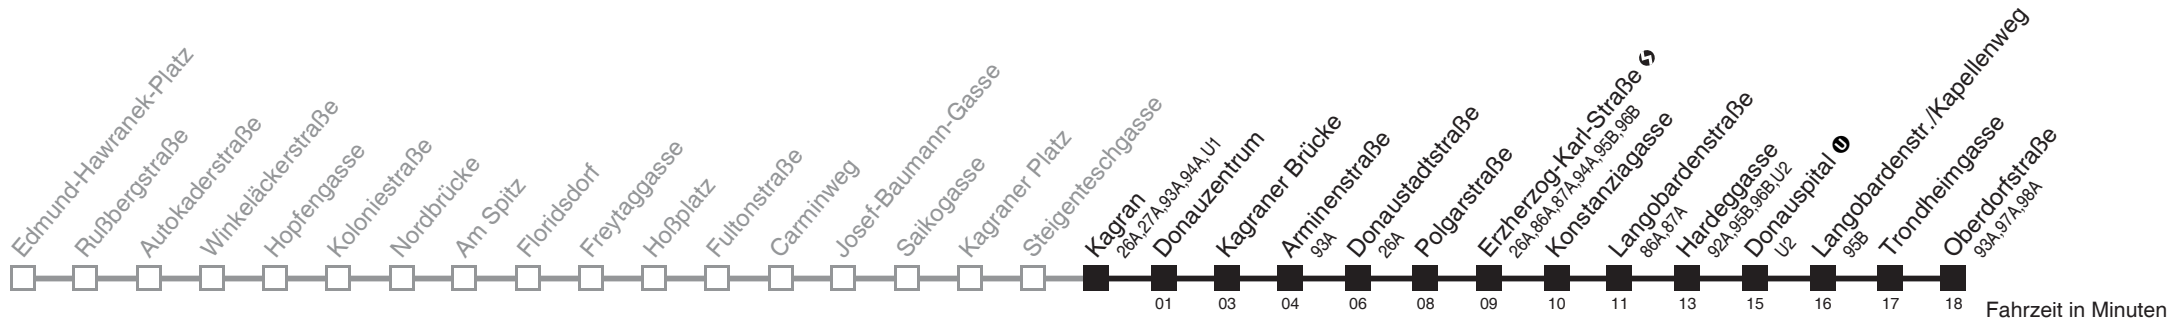 Edmund-Hawranek-Platz
Rußbergstraße
Autokaderstraße
Winkeläckerstraße
Hopfengasse
Koloniestraße
Nordbrücke
Am Spitz
Floridsdorf
Freytaggasse
Hoßplatz
Fultonstraße
Carminweg
Josef-Baumann-Gasse
Saikogasse
Kagraner Platz
Steigenteschgasse
Kagran
26A,27A,93A,94A,U1
Donauzentrum
Kagraner Brücke
Arminenstraße
93A
Donaustadtstraße
26A
Polgarstraße
Erzherzog-Karl-Straße
26A,86A,87A,94A,95B,96B
Konstanziagasse
Langobardenstraße
86A,87A
Hardeggasse
92A,95B,96B,U2
Donauspital U
U2
Langobardenstr./Kapellenweg
95B
Trondheimgasse
Oberdorfstraße
93A,97A,98A
01 03 04 06 08 09 10 11 13 15 16 17 18 Fahrzeit in Minuten